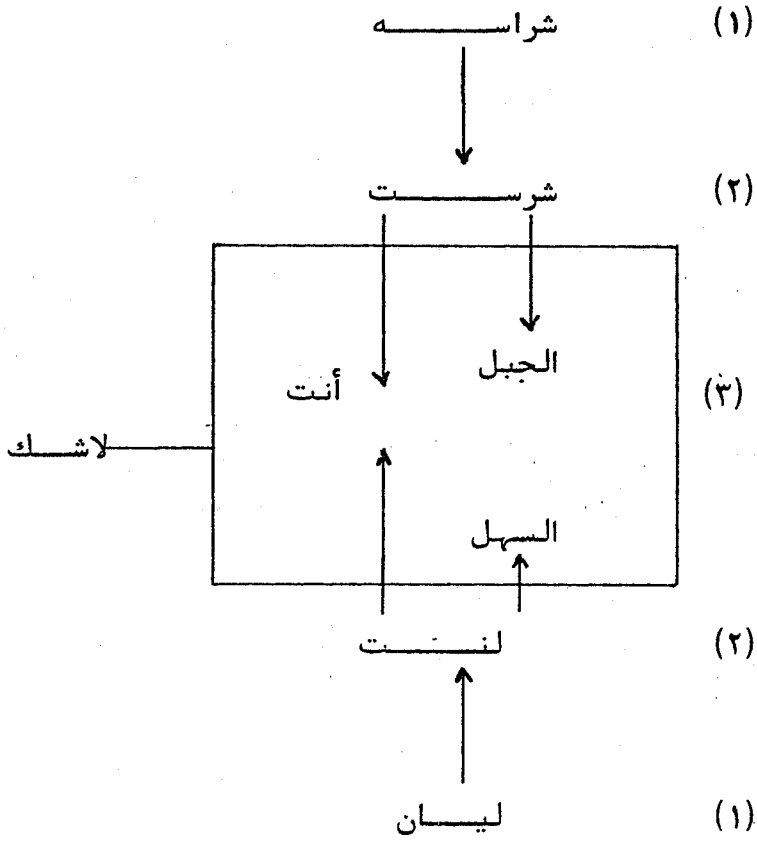 (١) شراسه
(٢) شرست
الجبل
(٣) أنت
لاشك
السهل
(٢) لنت
(١) ليان